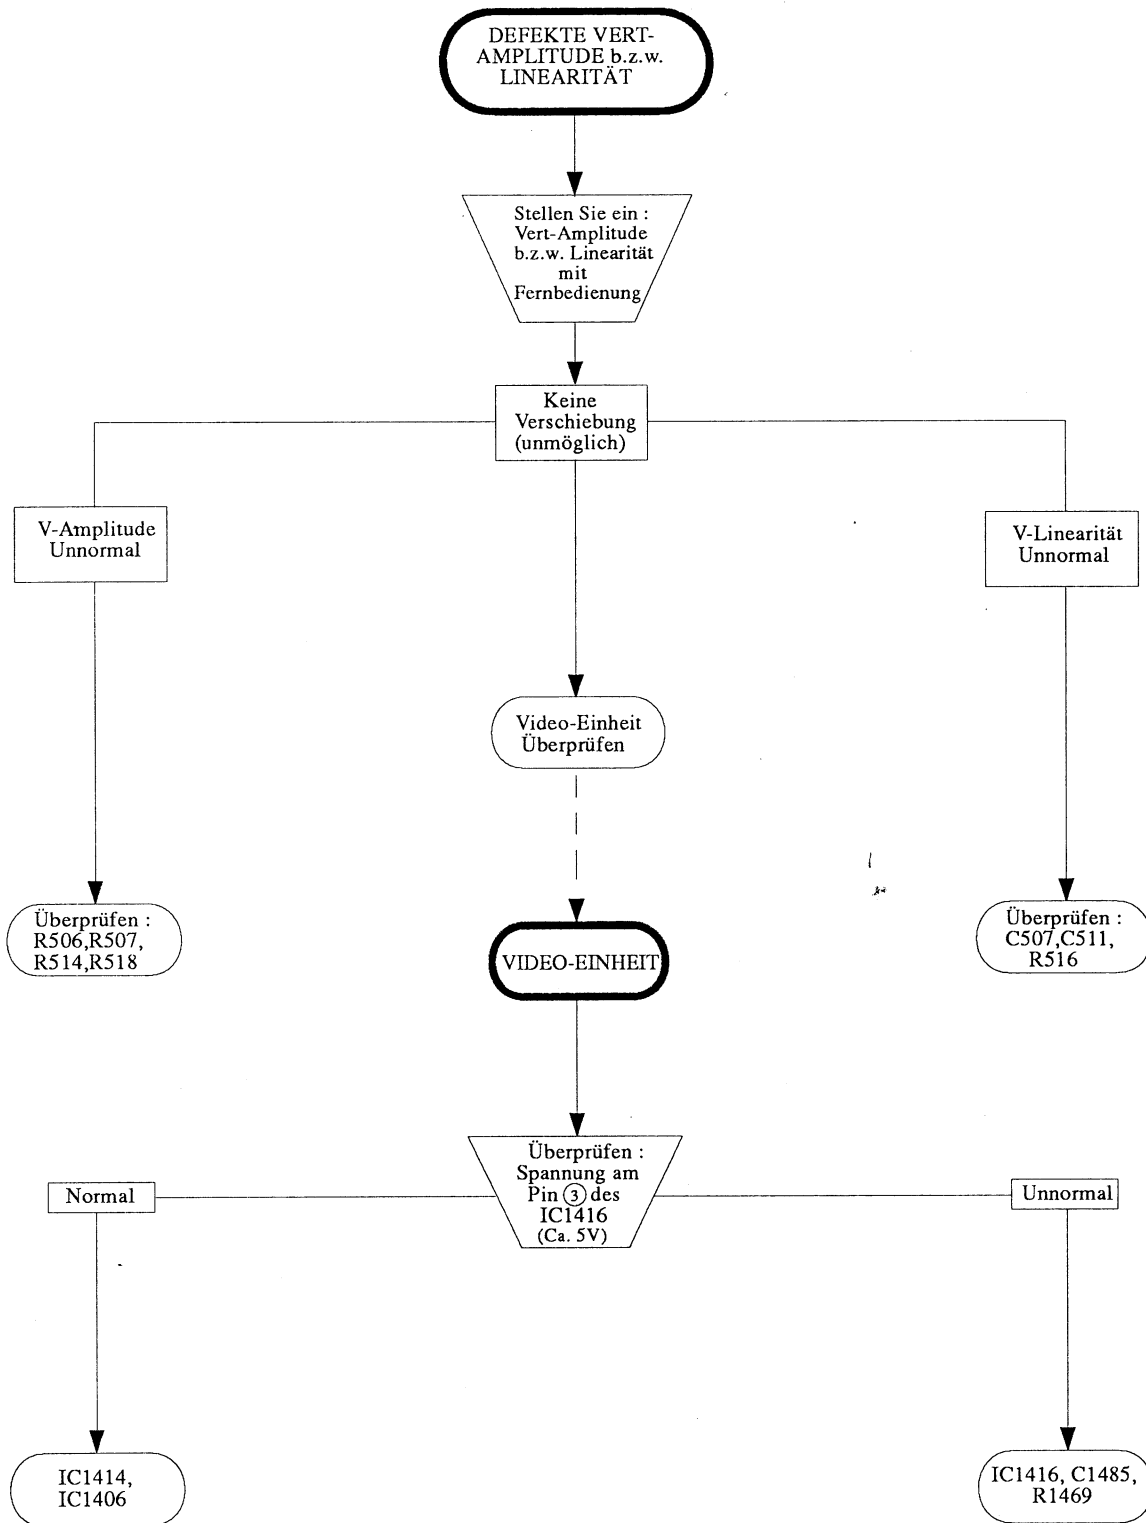 DEFEKTE VERT-
AMPLITUDE b.z.w.
LINEARITÄT
Stellen Sie ein :
Vert-Amplitude
b.z.w. Linearität
mit
Fernbedienung
Keine
Verschiebung
(unmöglich)
V-Amplitude
Unnormal
V-Linearität
Unnormal
Video-Einheit
Überprüfen
Überprüfen :
R506,R507,
R514,R518
Überprüfen :
C507,C511,
R516
VIDEO-EINHEIT
Überprüfen :
Spannung am
Pin ③ des
IC1416
(Ca. 5V)
Normal
Unnormal
IC1414,
IC1406
IC1416, C1485,
R1469